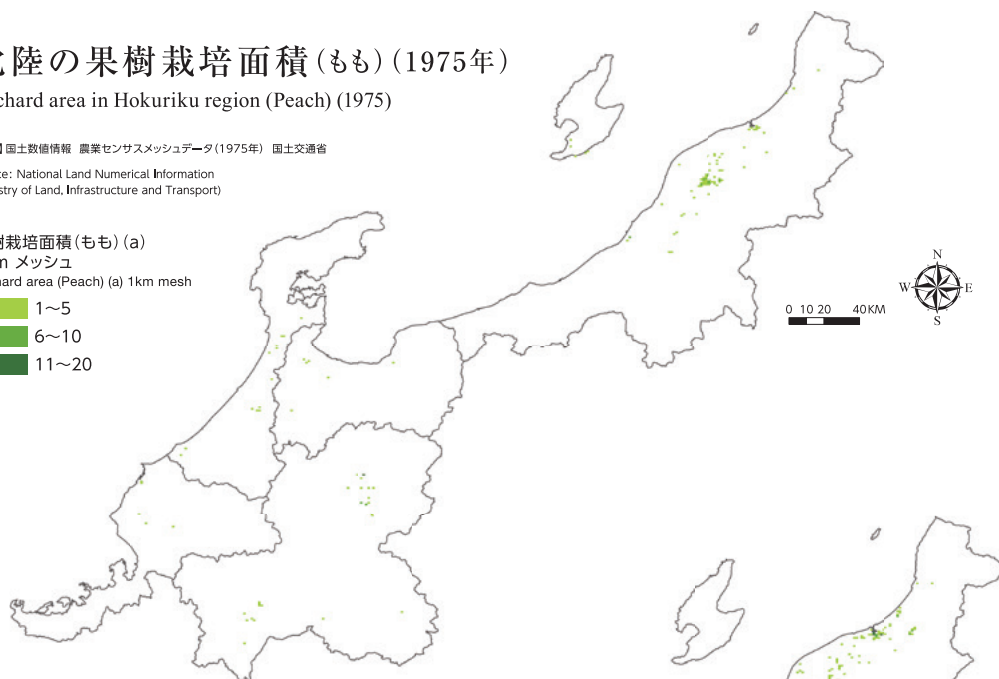 陸の果樹栽培面積(もも)(1975年)
chard area in Hokuriku region (Peach) (1975)
国土数値情報 農業センサスメッシュデータ(1975年) 国土交通省
ce: National Land Numerical Information
stry of Land, Infrastructure and Transport)
樹栽培面積(もも)(a)
m メッシュ
hard area (Peach) (a) 1km mesh
1~5
6~10
11~20
N
W E
S
0 10 20 40KM